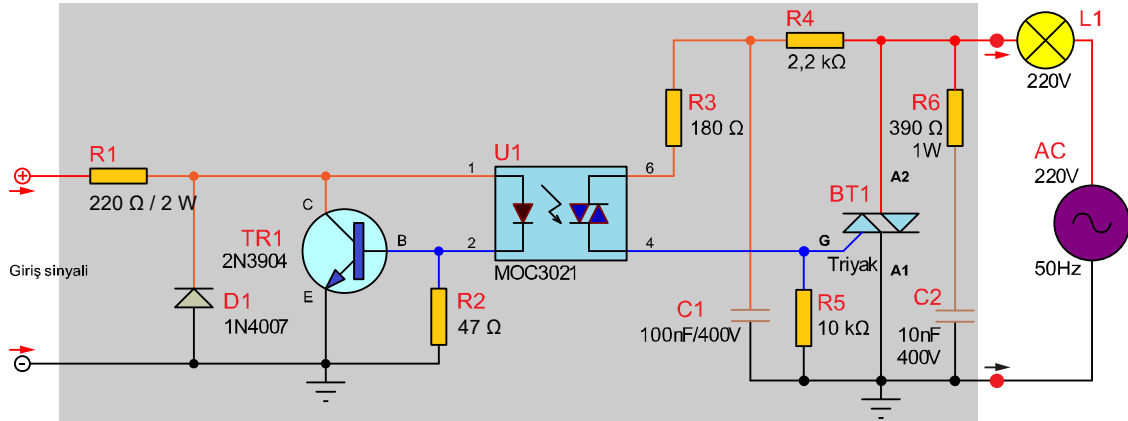 R4
2,2 kΩ
L1
220V
R3
180 Ω
R6
390 Ω
1W
AC
220V
50Hz
R1
220 Ω / 2 W
U1
1
6
2
4
MOC3021
A2
BT1
G
Triyak
A1
C
TR1
2N3904
B
E
Giriş sinyali
D1
1N4007
R2
47 Ω
C1
100nF/400V
R5
10 kΩ
C2
10nF
400V